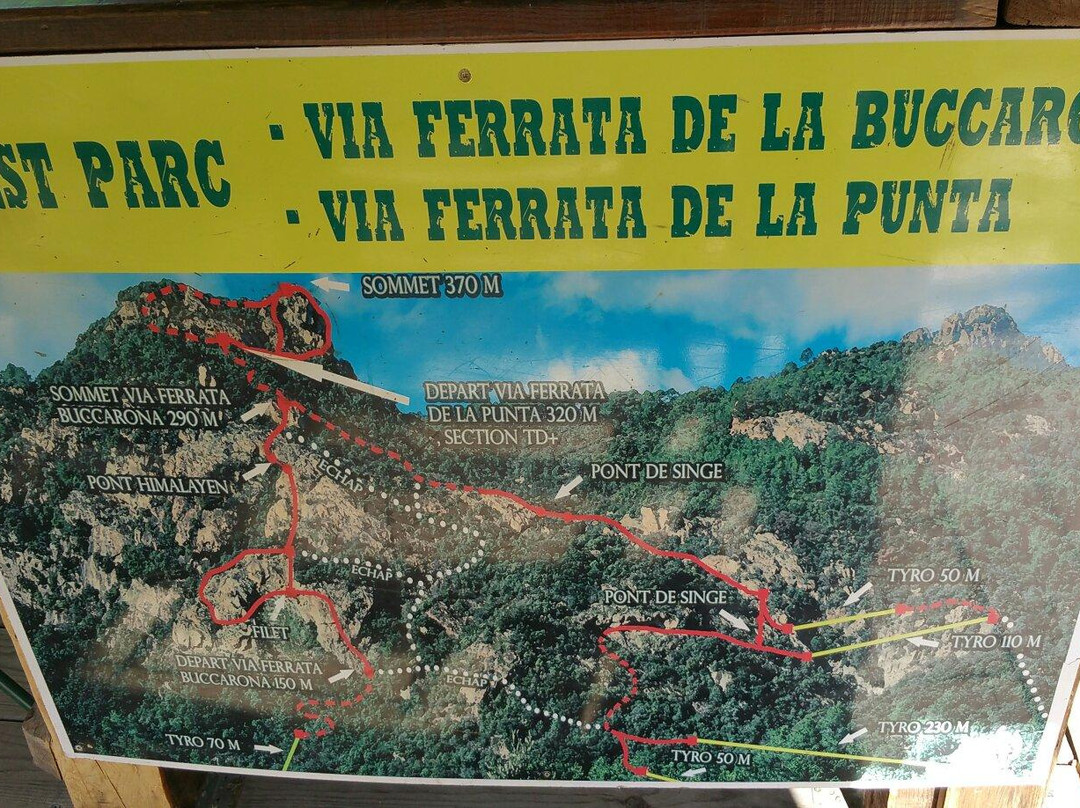 ST PARC
· VIA FERRATA DE LA BUCCARO
· VIA FERRATA DE LA PUNTA
SOMMET 370 M
SOMMET VIA FERRATA
BUCCARONA 290 M
DEPART VIA FERRATA
DE LA PUNTA 320 M
SECTION TD+
PONT HIMALAYEN
ECHAP
PONT DE SINGE
ECHAP
TYRO 50 M
PONT DE SINGE
FILET
TYRO 110 M
DEPART VIA FERRATA
BUCCARONA 150 M
ECHAP
TYRO 70 M
TYRO 230 M
TYRO 50 M